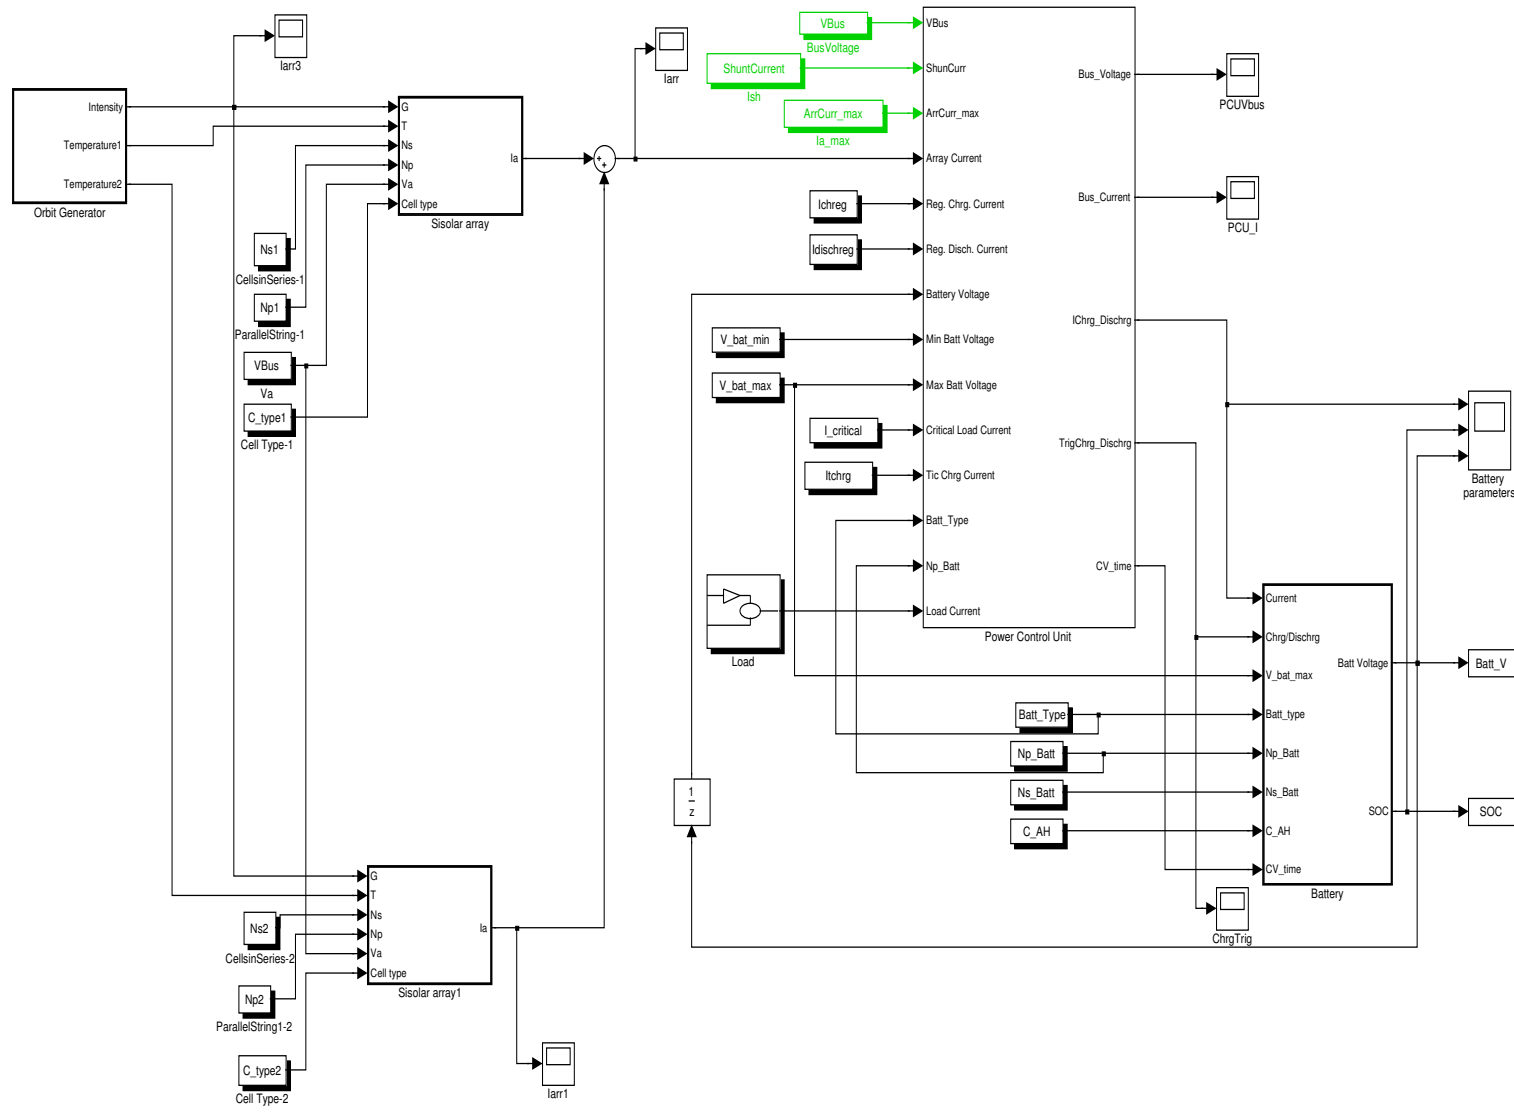 Iarr3
Intensity
Temperature1
Temperature2
Orbit Generator
G
T
Ns
Np
Va
Cell type
Ia
Sisolar array
Ns1
CellsinSeries-1
Np1
ParallelString-1
VBus
Va
C_type1
Cell Type-1
+
+
Iarr
VBus
BusVoltage
ShuntCurrent
Ish
ArrCurr_max
Ia_max
Ichreg
Idischreg
V_bat_min
V_bat_max
I_critical
Itchrg
Load
VBus
ShunCurr
ArrCurr_max
Array Current
Reg. Chrg. Current
Reg. Disch. Current
Battery Voltage
Min Batt Voltage
Max Batt Voltage
Critical Load Current
Tic Chrg Current
Batt_Type
Np_Batt
Load Current
Bus_Voltage
Bus_Current
IChrg_Dischrg
TrigChrg_Dischrg
CV_time
Power Control Unit
PCUVbus
PCU_I
Battery
parameters
Batt_Type
Np_Batt
Ns_Batt
C_AH
Current
Chrg/Dischrg
V_bat_max
Batt_type
Np_Batt
Ns_Batt
C_AH
CV_time
Batt Voltage
SOC
Battery
Batt_V
SOC
ChrgTrig
1
z
G
T
Ns
Np
Va
Cell type
Ia
Sisolar array1
Ns2
CellsinSeries-2
Np2
ParallelString1-2
C_type2
Cell Type-2
Iarr1